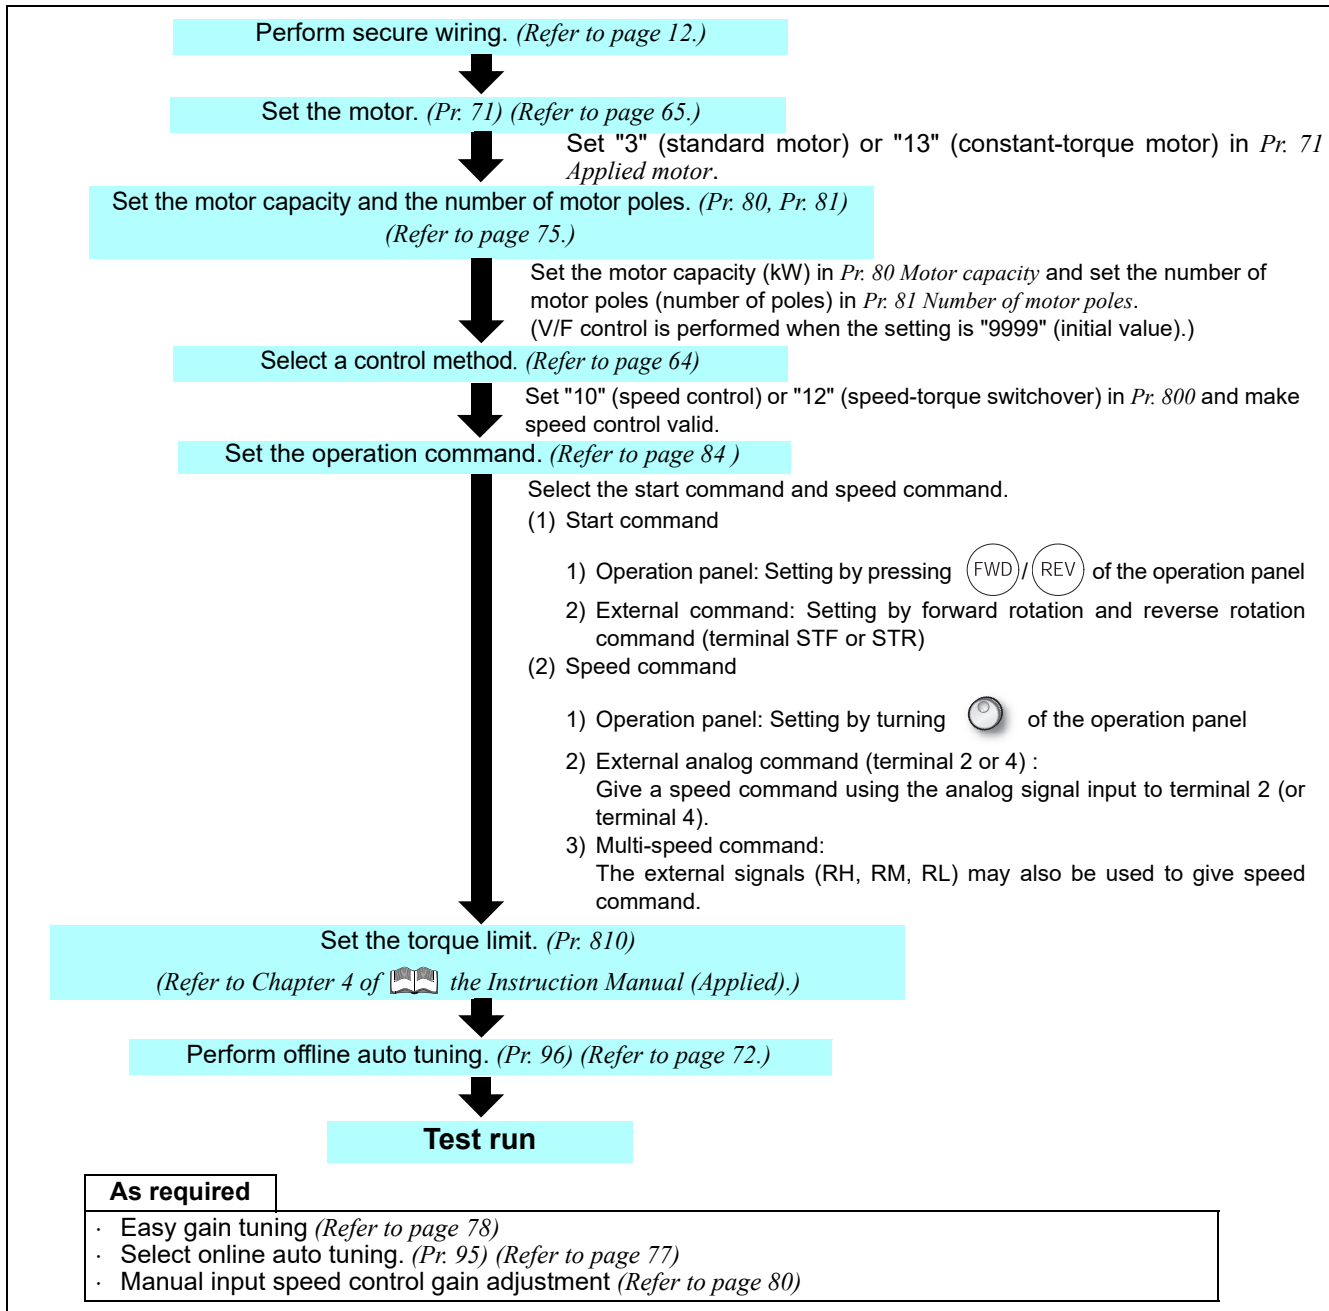 Perform secure wiring. (Refer to page 12.)
Set the motor. (Pr. 71) (Refer to page 65.)
Set "3" (standard motor) or "13" (constant-torque motor) in Pr. 71
Applied motor.
Set the motor capacity and the number of motor poles. (Pr. 80, Pr. 81)
(Refer to page 75.)
Set the motor capacity (kW) in Pr. 80 Motor capacity and set the number of
motor poles (number of poles) in Pr. 81 Number of motor poles.
(V/F control is performed when the setting is "9999" (initial value).)
Select a control method. (Refer to page 64)
Set "10" (speed control) or "12" (speed-torque switchover) in Pr. 800 and make
speed control valid.
Set the operation command. (Refer to page 84 )
Select the start command and speed command.
(1) Start command
1) Operation panel: Setting by pressing FWD / REV of the operation panel
2) External command: Setting by forward rotation and reverse rotation
command (terminal STF or STR)
(2) Speed command
1) Operation panel: Setting by turning of the operation panel
2) External analog command (terminal 2 or 4) :
Give a speed command using the analog signal input to terminal 2 (or
terminal 4).
3) Multi-speed command:
The external signals (RH, RM, RL) may also be used to give speed
command.
Set the torque limit. (Pr. 810)
(Refer to Chapter 4 of the Instruction Manual (Applied).)
Perform offline auto tuning. (Pr. 96) (Refer to page 72.)
Test run
As required
· Easy gain tuning (Refer to page 78)
· Select online auto tuning. (Pr. 95) (Refer to page 77)
· Manual input speed control gain adjustment (Refer to page 80)